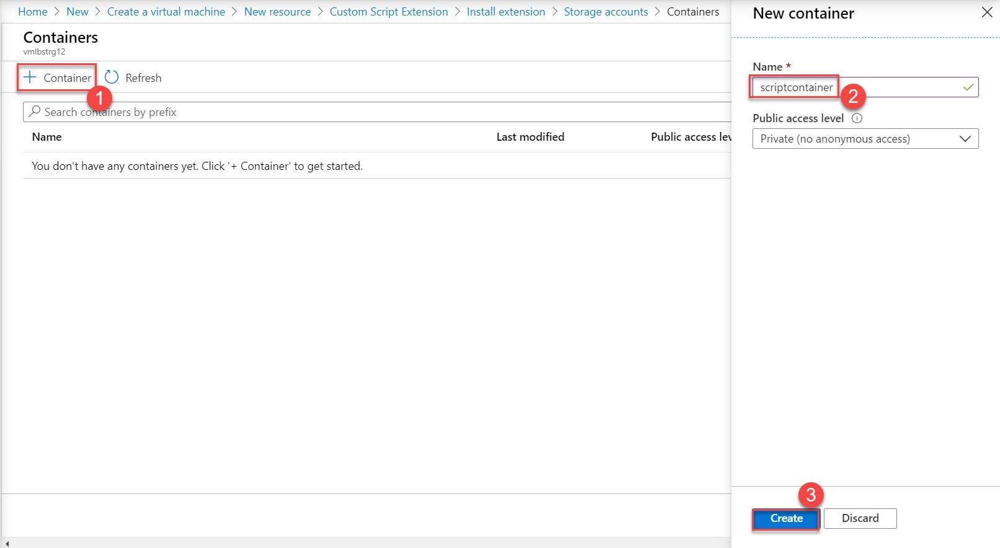 Home > New > Create a virtual machine > New resource > Custom Script Extension > Install extension > Storage accounts > Containers
Containers
vmlbstrg12
+ Container
Refresh
1
Search containers by prefix
Name
Last modified
Public access lev
You don't have any containers yet. Click '+ Container' to get started.
New container
Name *
scriptcontainer
2
Public access level
Private (no anonymous access)
3
Create
Discard